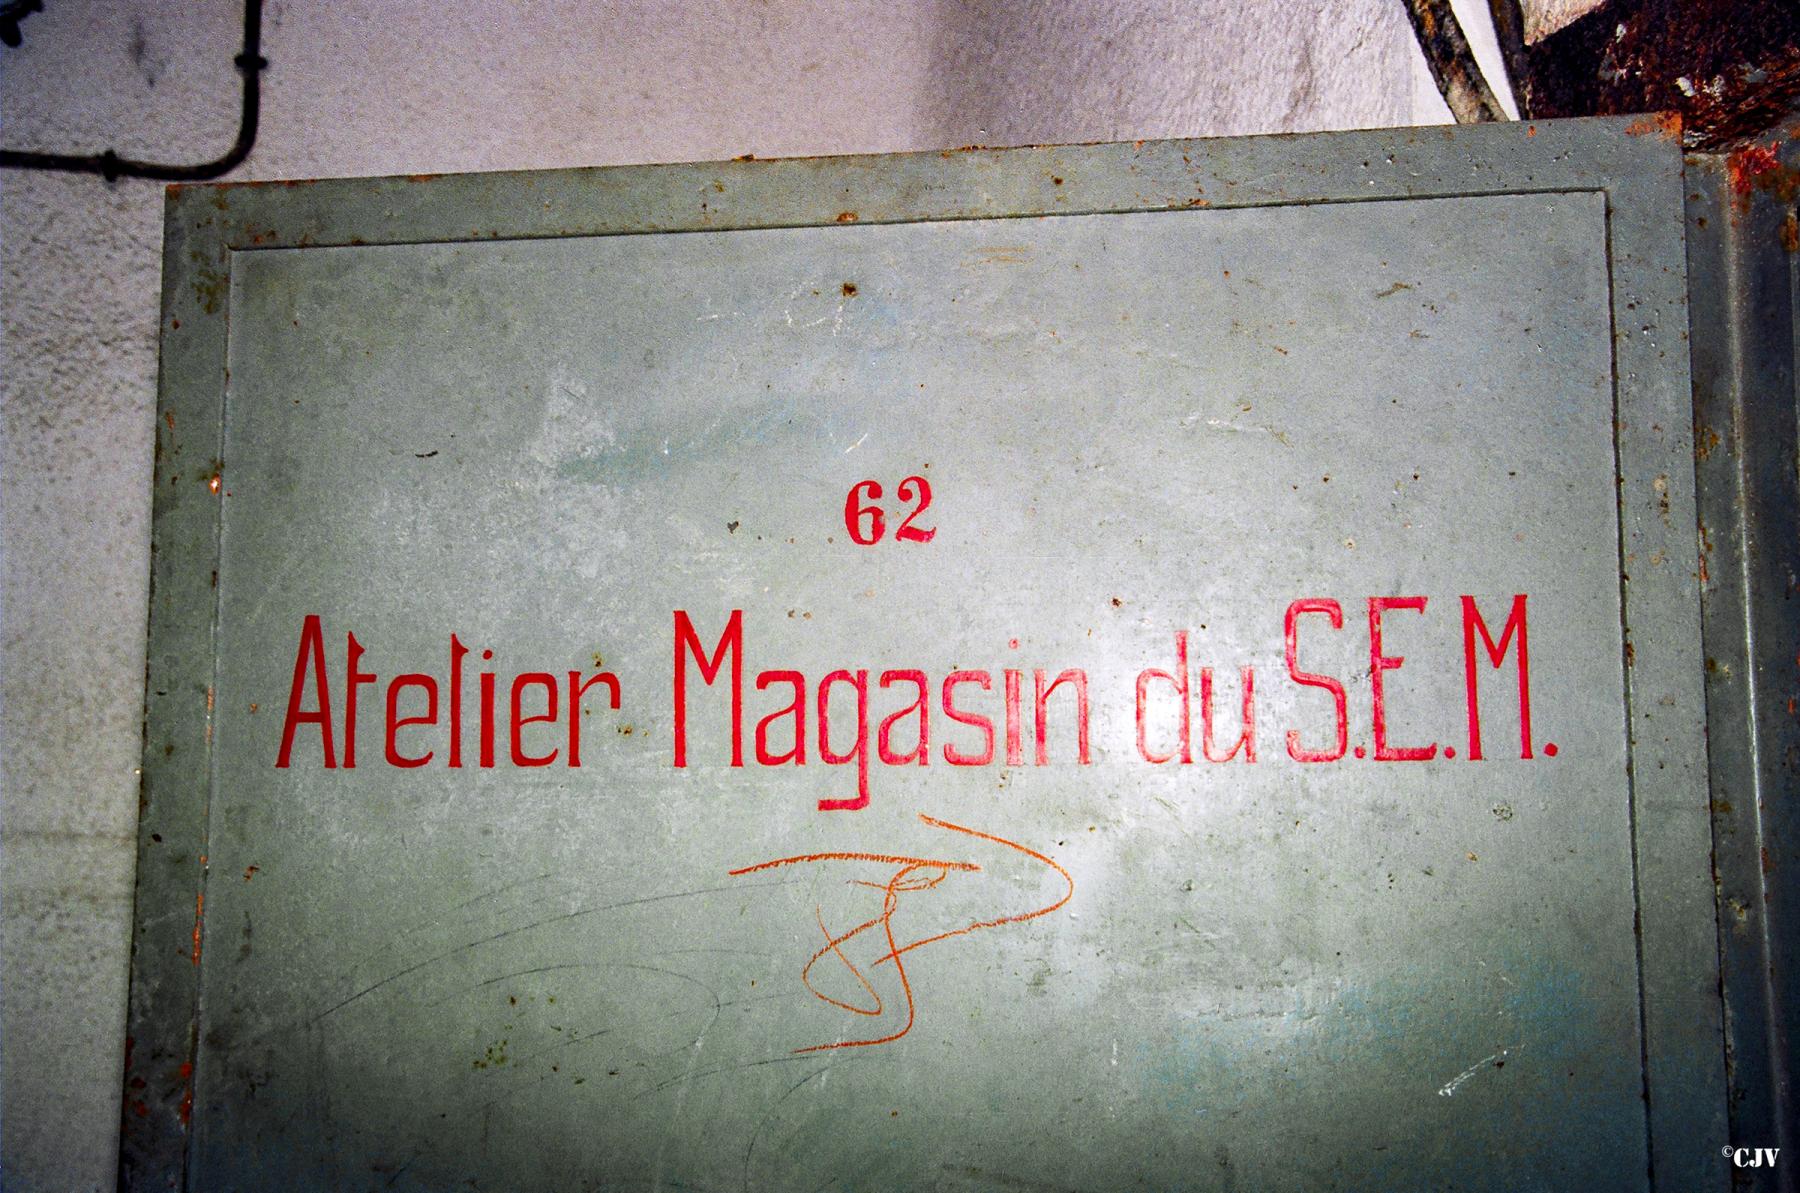 62
Atelier Magasin du S.E.M.
©CJV